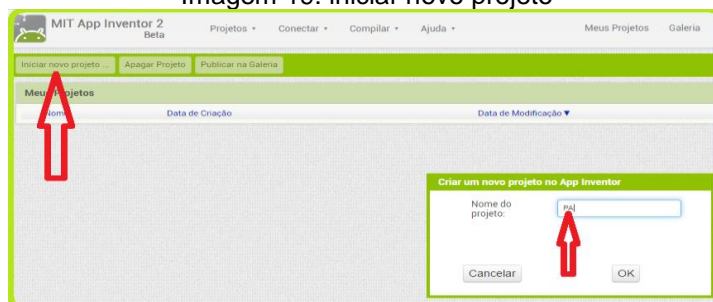 Imagem 10: iniciar novo projeto
MIT App Inventor 2
Beta
Projetos
Conectar
Compilar
Ajuda
Meus Projetos
Galeria
Iniciar novo projeto ...
Apagar Projeto
Publicar na Galeria
Meus Projetos
Nome
Data de Criação
Data de Modificação ▼
Criar um novo projeto no App Inventor
Nome do
projeto:
PA
Cancelar
OK